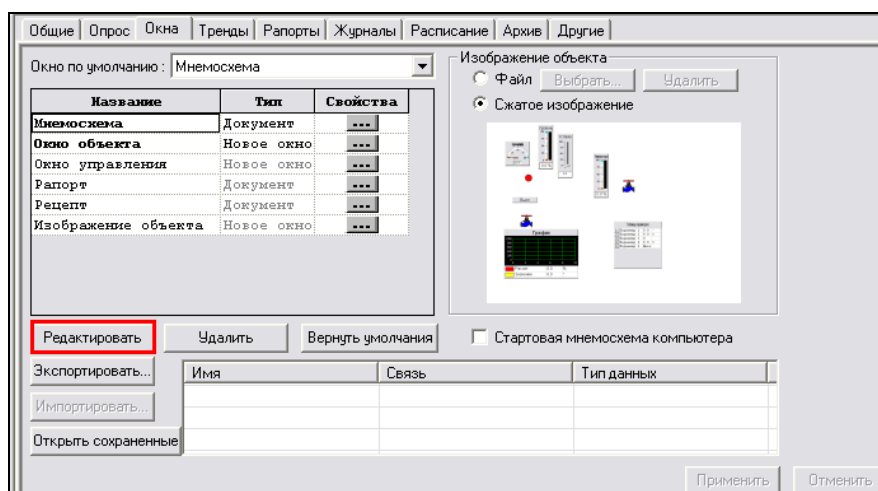 Общие Опрос Окна Тренды Рапорты Журналы Расписание Архив Другие
Окно по умолчанию : Мнемосхема
Название Тип Свойства
Мнемосхема Документ ...
Окно объекта Новое окно ...
Окно управления Новое окно ...
Рапорт Документ ...
Рецепт Документ ...
Изображение объекта Новое окно ...
Изображение объекта
Файл Выбрать... Удалить
Сжатое изображение
График
Редактировать Удалить Вернуть умолчания
Стартовая мнемосхема компьютера
Экспортировать...
Импортировать...
Открыть сохраненные
Имя Связь Тип данных
Применить Отменить